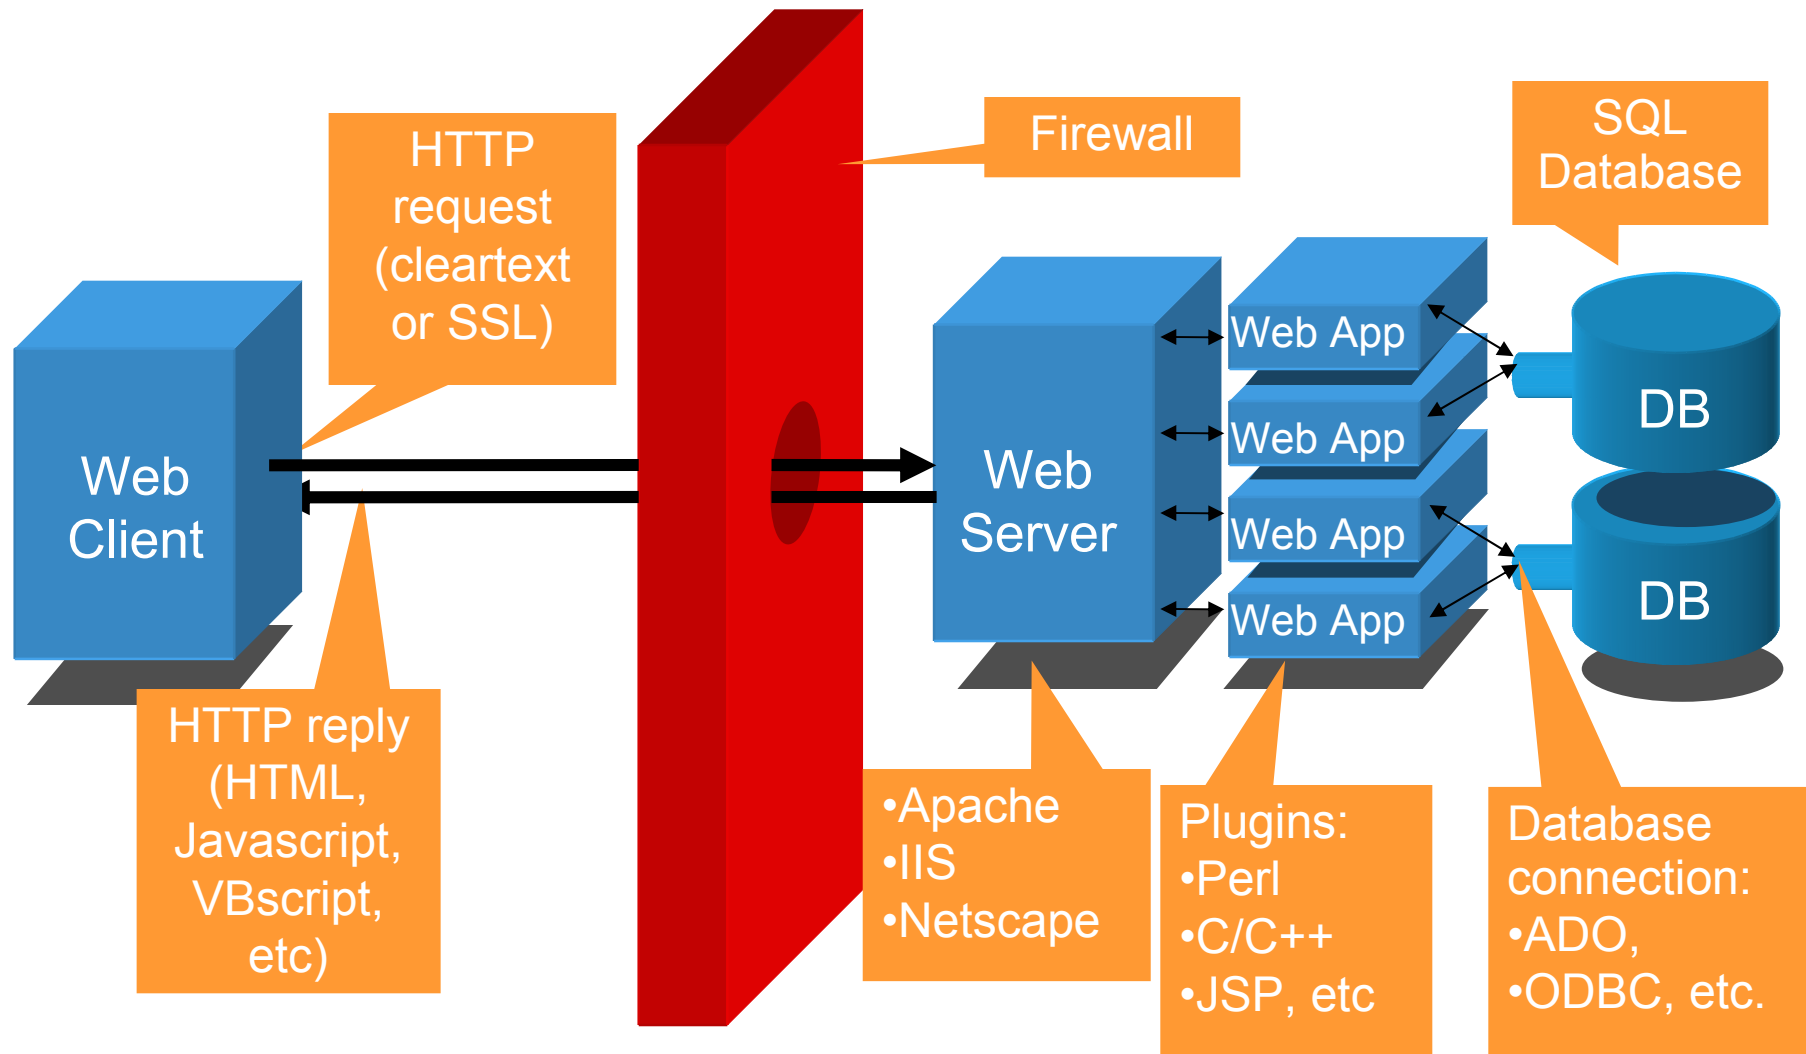 HTTP
request
(cleartext
or SSL)
Firewall
SQL
Database
Web
Client
Web
Server
Web App
Web App
Web App
Web App
DB
DB
HTTP reply
(HTML,
Javascript,
VBscript,
etc)
•Apache
•IIS
•Netscape
Plugins:
•Perl
•C/C++
•JSP, etc
Database
connection:
•ADO,
•ODBC, etc.